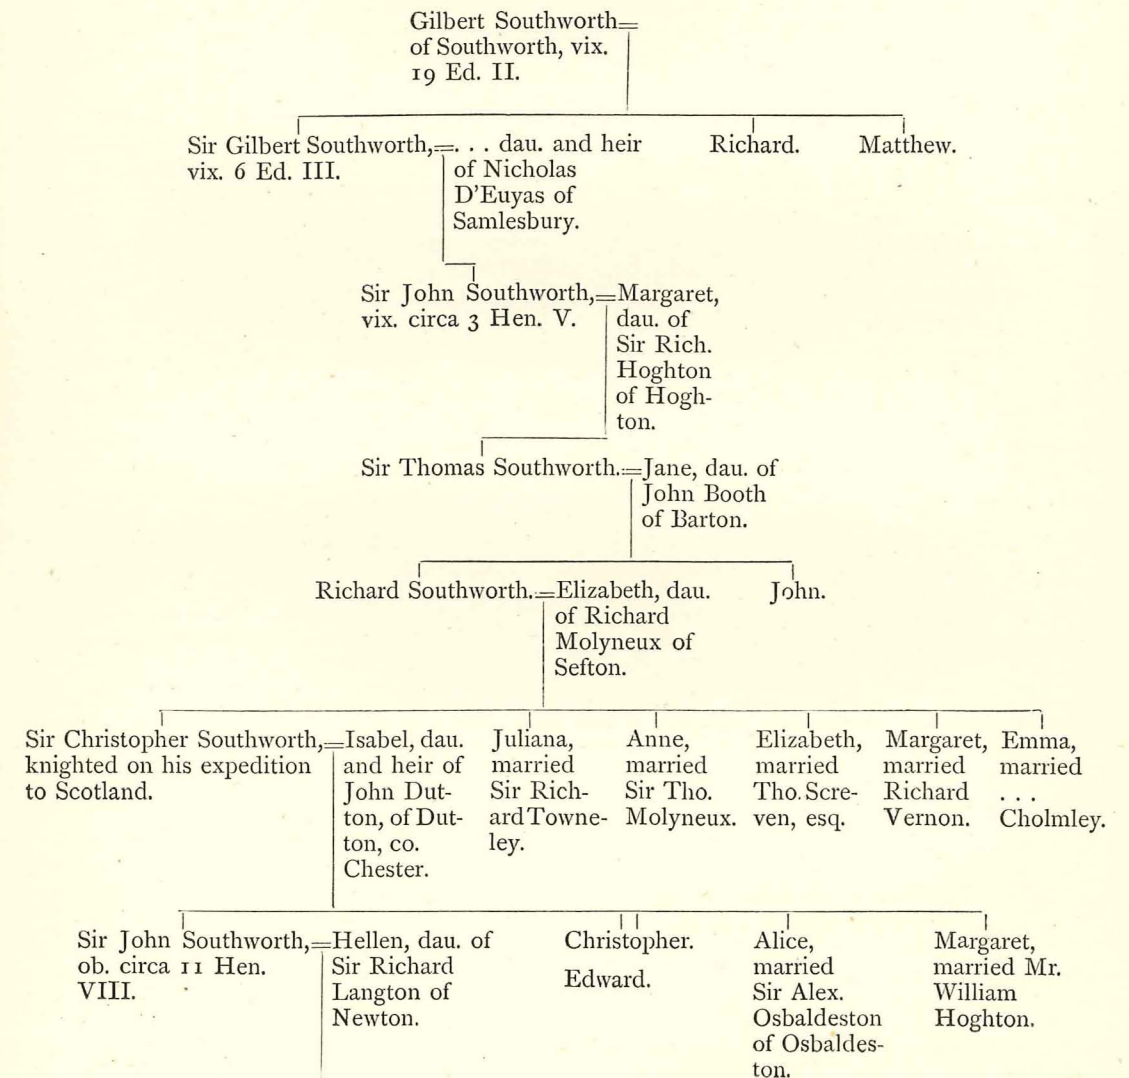 Gilbert Southworth=
of Southworth, vix.
19 Ed. II.
Sir Gilbert Southworth,=. . . dau. and heir
vix. 6 Ed. III.
of Nicholas
D'Euyas of
Samlesbury.
Richard.
Matthew.
Sir John Southworth,=Margaret,
vix. circa 3 Hen. V.
dau. of
Sir Rich.
Hoghton
of Hogh-
ton.
Sir Thomas Southworth.=Jane, dau. of
John Booth
of Barton.
Richard Southworth.=Elizabeth, dau.
of Richard
Molyneux of
Sefton.
John.
Sir Christopher Southworth,=Isabel, dau.
knighted on his expedition
to Scotland.
and heir of
John Dut-
ton, of Dut-
ton, co.
Chester.
Juliana,
married
Sir Rich-
ard Towne-
ley.
Anne,
married
Sir Tho.
Molyneux.
Elizabeth,
married
Tho. Scre-
ven, esq.
Margaret,
married
Richard
Vernon.
Emma,
married
. . .
Cholmley.
Sir John Southworth,=Hellen, dau. of
ob. circa 11 Hen.
VIII.
Sir Richard
Langton of
Newton.
Christopher.
Edward.
Alice,
married
Sir Alex.
Osbaldeston
of Osbaldes-
ton.
Margaret,
married Mr.
William
Hoghton.